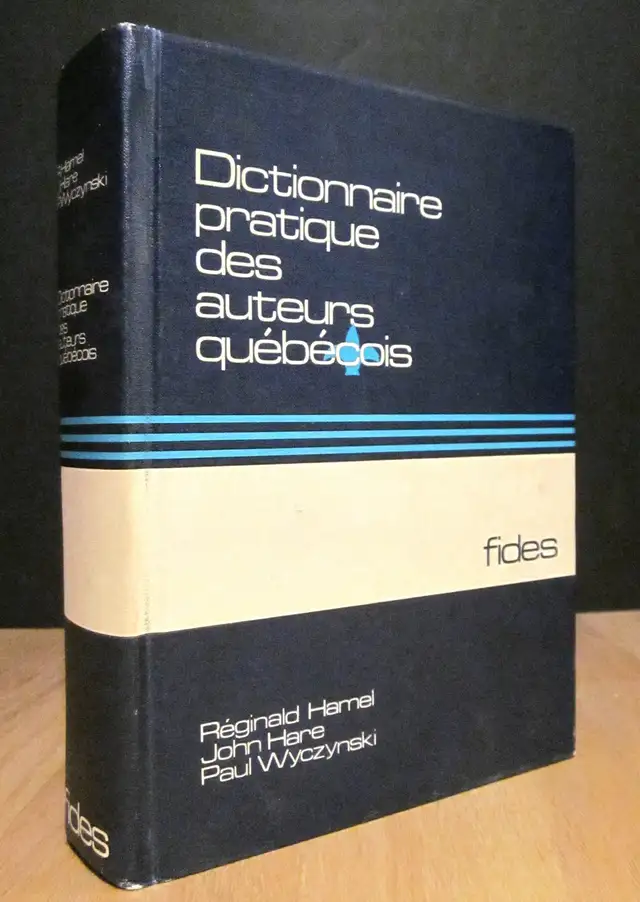 Dictionnaire
pratique
des
auteurs
québécois
fides
Réginald Hamel
John Hare
Paul Wyczynski
Hamel
Hare
P Wyczynski
Dictionnaire
pratique
des
auteurs
québécois
fides